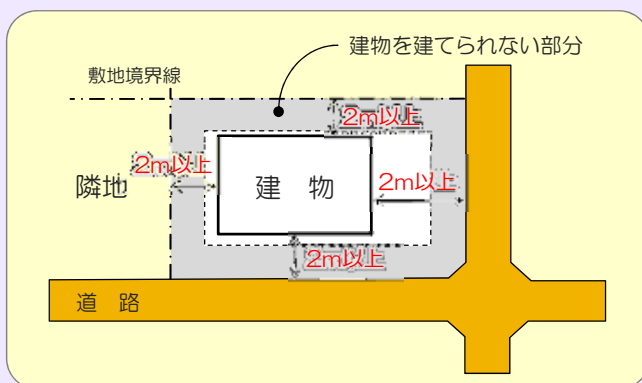 建物を建てられない部分
敷地境界線
2m以上
2m以上
隣地
建 物
2m以上
2m以上
道 路